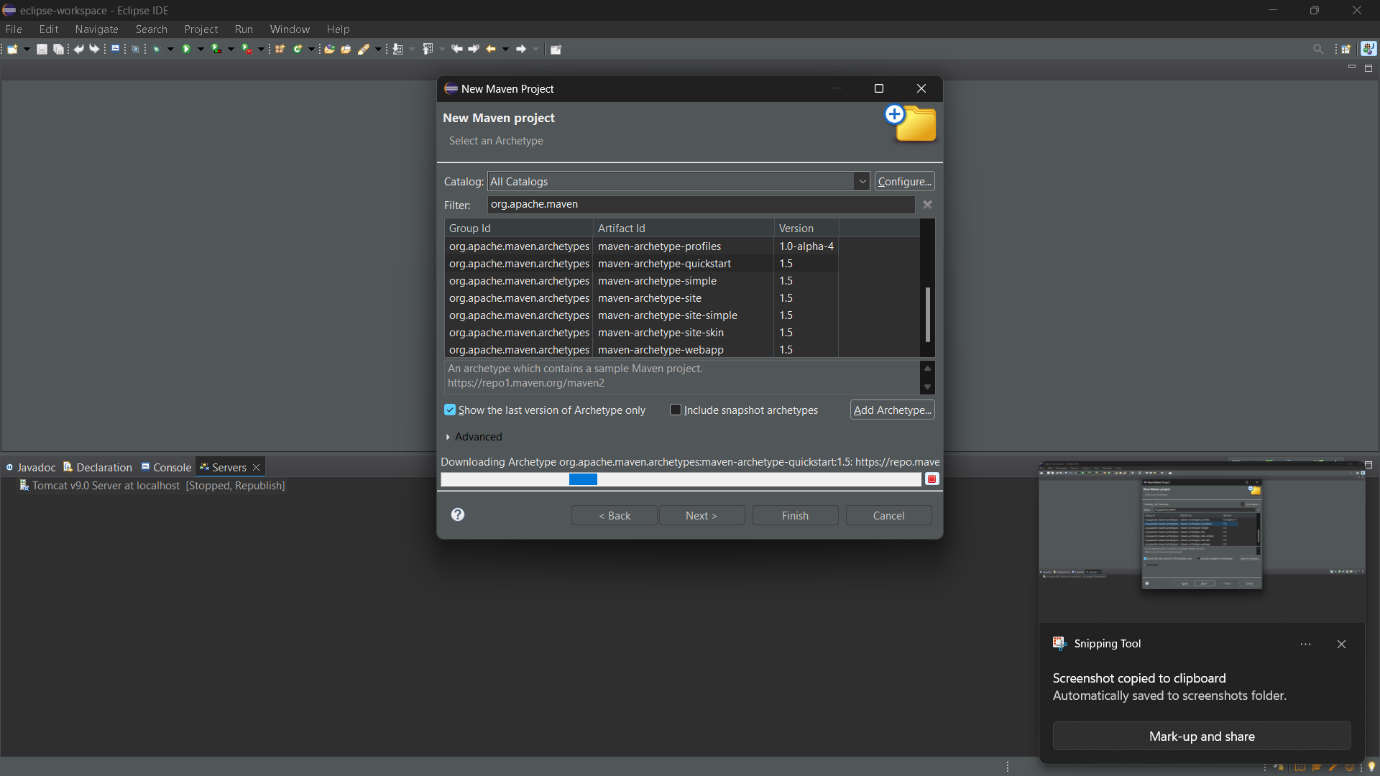 eclipse-workspace - Eclipse IDE
File Edit Navigate Search Project Run Window Help
New Maven Project
New Maven project
Select an Archetype
Catalog: All Catalogs Configure...
Filter: org.apache.maven
Group Id Artifact Id Version
org.apache.maven.archetypes maven-archetype-profiles 1.0-alpha-4
org.apache.maven.archetypes maven-archetype-quickstart 1.5
org.apache.maven.archetypes maven-archetype-simple 1.5
org.apache.maven.archetypes maven-archetype-site 1.5
org.apache.maven.archetypes maven-archetype-site-simple 1.5
org.apache.maven.archetypes maven-archetype-site-skin 1.5
org.apache.maven.archetypes maven-archetype-webapp 1.5
An archetype which contains a sample Maven project.
https://repo1.maven.org/maven2
Show the last version of Archetype only Include snapshot archetypes Add Archetype...
Advanced
Downloading Archetype org.apache.maven.archetypes:maven-archetype-quickstart:1.5: https://repo.mave
< Back Next > Finish Cancel
Javadoc Declaration Console Servers
Tomcat v9.0 Server at localhost [Stopped, Republish]
Snipping Tool
Screenshot copied to clipboard
Automatically saved to screenshots folder.
Mark-up and share